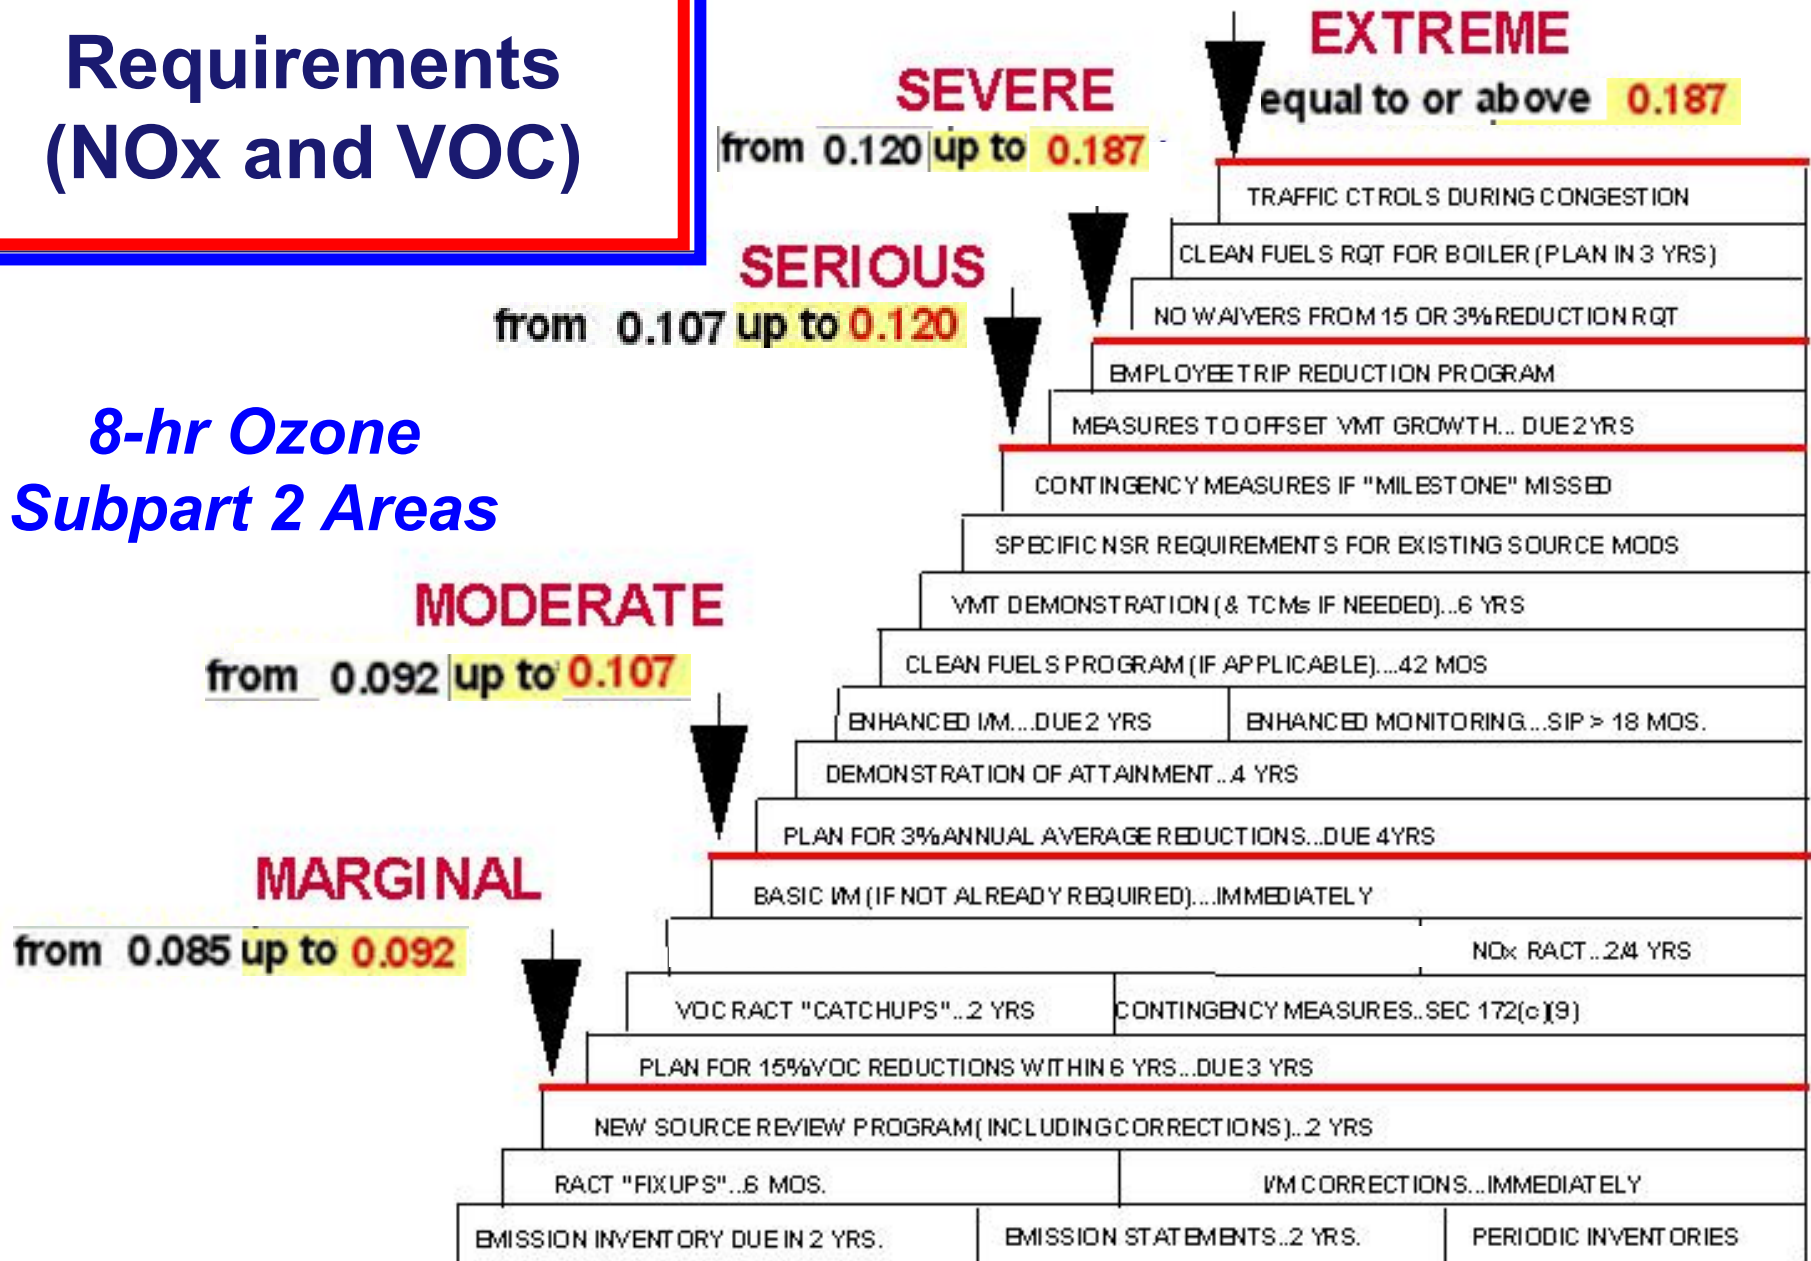 Requirements
(NOx and VOC)
EXTREME
equal to or above 0.187
SEVERE
from 0.120 up to 0.187
TRAFFIC CTROLS DURING CONGESTION
CLEAN FUELS RQT FOR BOILER (PLAN IN 3 YRS)
NO WAIVERS FROM 15 OR 3% REDUCTION RQT
SERIOUS
from 0.107 up to 0.120
EMPLOYEE TRIP REDUCTION PROGRAM
MEASURES TO OFFSET VMT GROWTH... DUE 2 YRS
8-hr Ozone
Subpart 2 Areas
CONTINGENCY MEASURES IF "MILESTONE" MISSED
SPECIFIC NSR REQUIREMENTS FOR EXISTING SOURCE MODS
VMT DEMONSTRATION (& TCMs IF NEEDED)...6 YRS
CLEAN FUELS PROGRAM (IF APPLICABLE)....42 MOS
ENHANCED I/M....DUE 2 YRS ENHANCED MONITORING....SIP > 18 MOS.
DEMONSTRATION OF ATTAINMENT...4 YRS
PLAN FOR 3% ANNUAL AVERAGE REDUCTIONS...DUE 4YRS
MODERATE
from 0.092 up to 0.107
BASIC I/M (IF NOT ALREADY REQUIRED)....IMMEDIATELY
NOx RACT...2/4 YRS
VOC RACT "CATCHUPS"...2 YRS CONTINGENCY MEASURES..SEC 172(c)(9)
PLAN FOR 15% VOC REDUCTIONS WITHIN 6 YRS...DUE 3 YRS
MARGINAL
from 0.085 up to 0.092
NEW SOURCE REVIEW PROGRAM (INCLUDING CORRECTIONS)..2 YRS
RACT "FIXUPS"...6 MOS. I/M CORRECTIONS...IMMEDIATELY
EMISSION INVENTORY DUE IN 2 YRS. EMISSION STATEMENTS..2 YRS. PERIODIC INVENTORIES